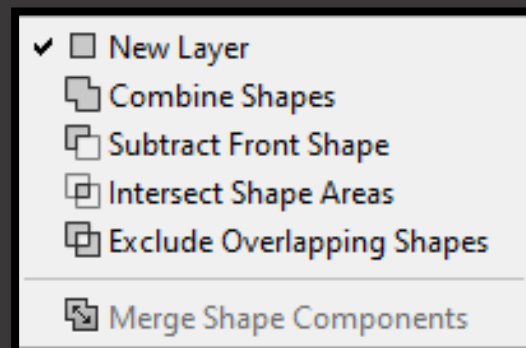 New Layer
Combine Shapes
Subtract Front Shape
Intersect Shape Areas
Exclude Overlapping Shapes
Merge Shape Components